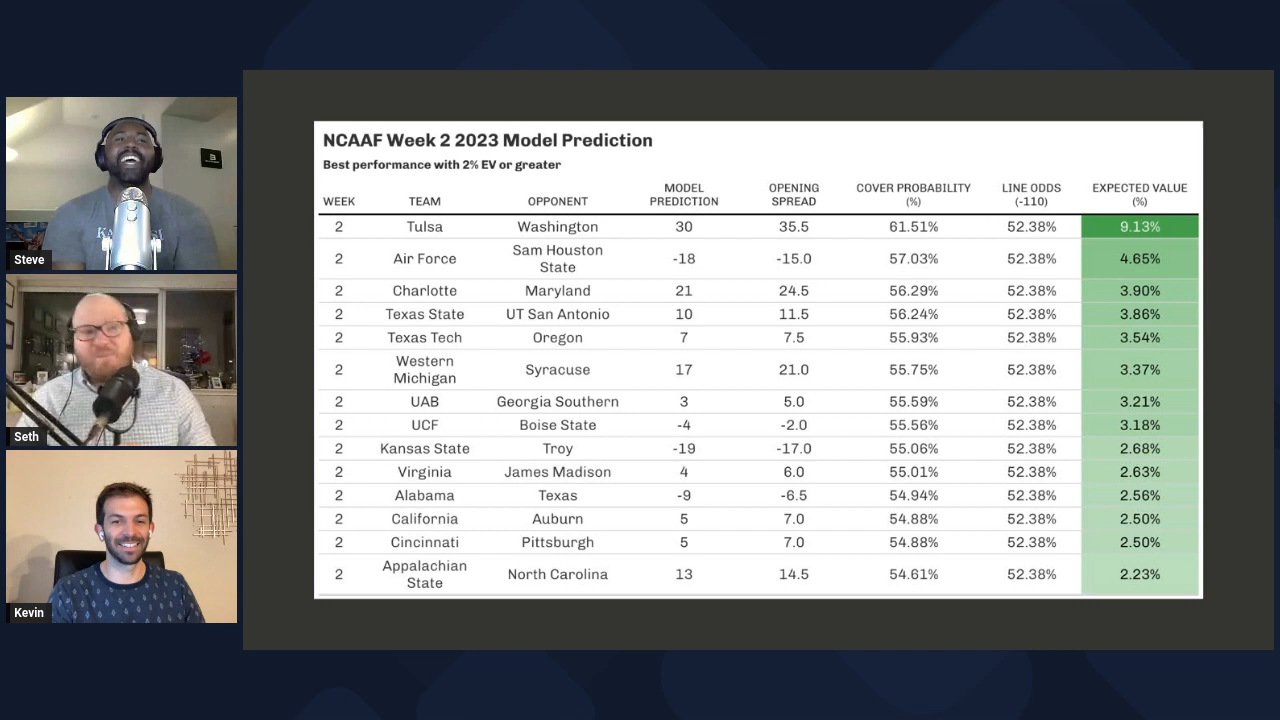 NCAAF Week 2 2023 Model Prediction
Best performance with 2% EV or greater
WEEK TEAM OPPONENT MODEL PREDICTION OPENING SPREAD COVER PROBABILITY (%) LINE ODDS (-110) EXPECTED VALUE (%)
2 Tulsa Washington 30 35.5 61.51% 52.38% 9.13%
2 Air Force Sam Houston State -18 -15.0 57.03% 52.38% 4.65%
2 Charlotte Maryland 21 24.5 56.29% 52.38% 3.90%
2 Texas State UT San Antonio 10 11.5 56.24% 52.38% 3.86%
2 Texas Tech Oregon 7 7.5 55.93% 52.38% 3.54%
2 Western Michigan Syracuse 17 21.0 55.75% 52.38% 3.37%
2 UAB Georgia Southern 3 5.0 55.59% 52.38% 3.21%
2 UCF Boise State -4 -2.0 55.56% 52.38% 3.18%
2 Kansas State Troy -19 -17.0 55.06% 52.38% 2.68%
2 Virginia James Madison 4 6.0 55.01% 52.38% 2.63%
2 Alabama Texas -9 -6.5 54.94% 52.38% 2.56%
2 California Auburn 5 7.0 54.88% 52.38% 2.50%
2 Cincinnati Pittsburgh 5 7.0 54.88% 52.38% 2.50%
2 Appalachian State North Carolina 13 14.5 54.61% 52.38% 2.23%
Steve
Seth
Kevin